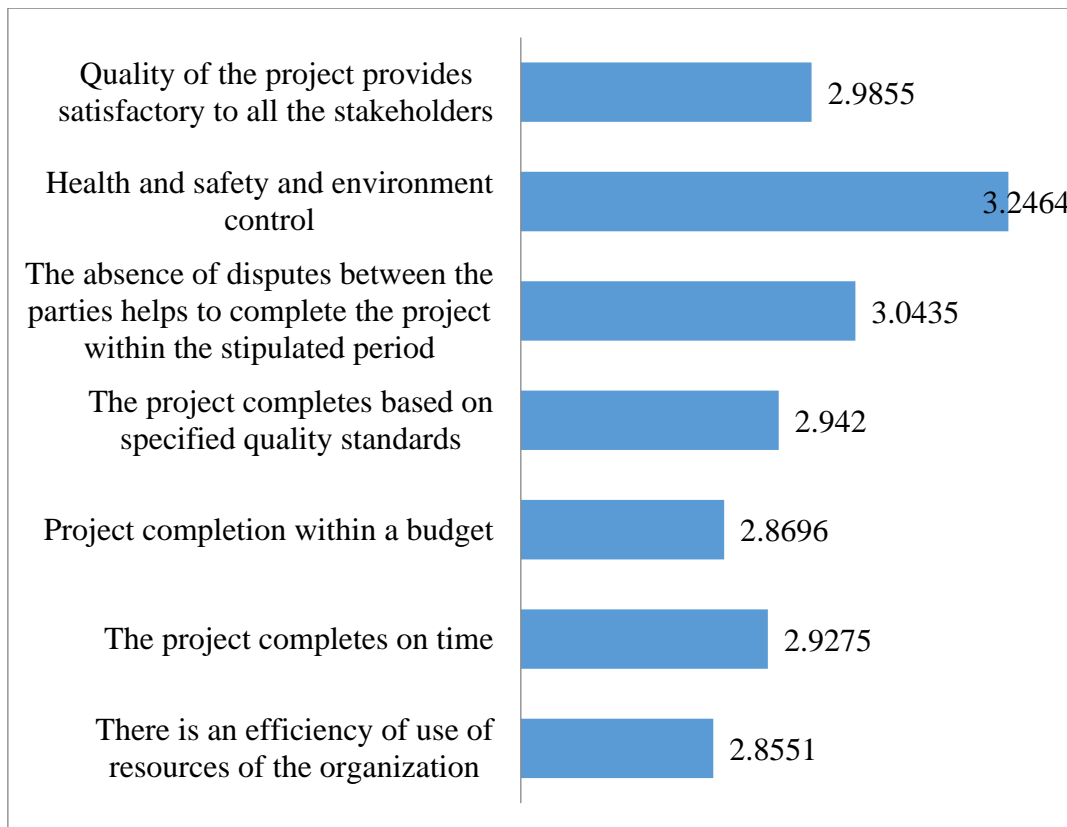 Quality of the project provides
satisfactory to all the stakeholders
2.9855
Health and safety and environment
control
3.2464
The absence of disputes between the
parties helps to complete the project
within the stipulated period
3.0435
The project completes based on
specified quality standards
2.942
Project completion within a budget
2.8696
The project completes on time
2.9275
There is an efficiency of use of
resources of the organization
2.8551